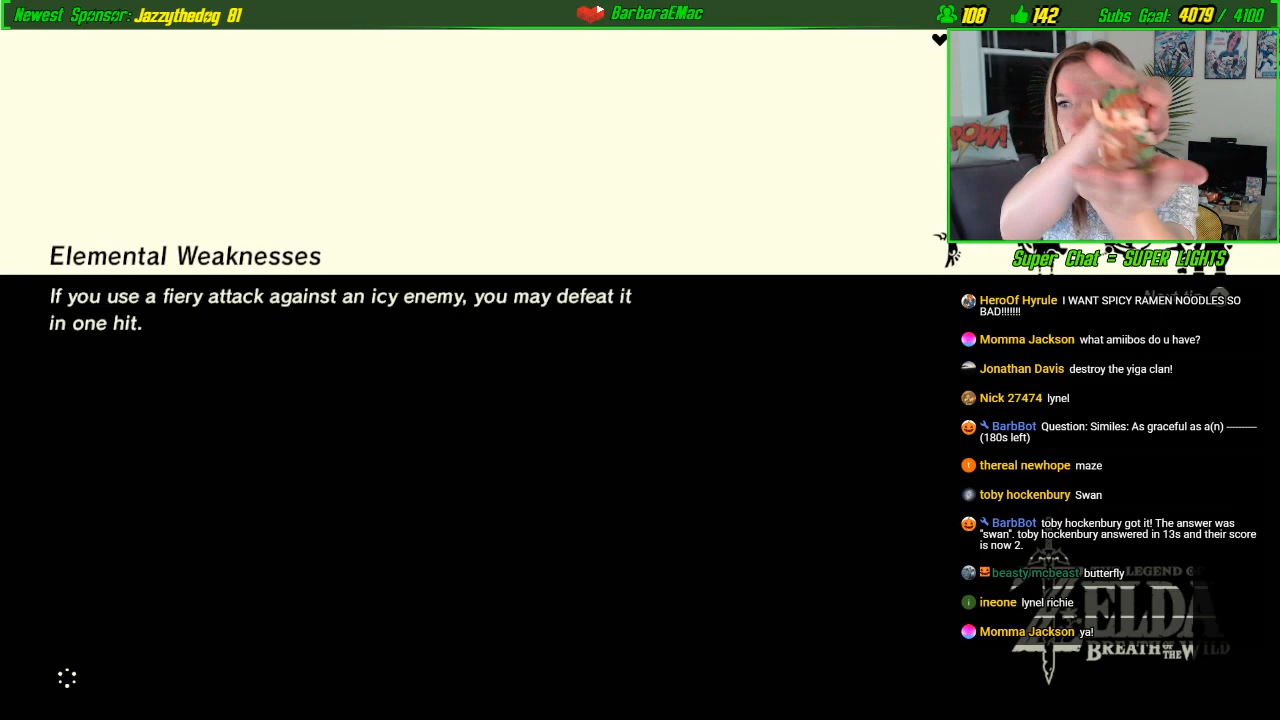 Newest Sponsor: Jazzythedog 81
BarbaraEMac
108
142
Subs Goal: 4079 / 4100
POW!
Elemental Weaknesses
If you use a fiery attack against an icy enemy, you may defeat it
in one hit.
Super Chat = SUPER LIGHTS
HeroOf Hyrule I WANT SPICY RAMEN NOODLES SO
BAD!!!!!!!
Momma Jackson what amiibos do u have?
Jonathan Davis destroy the yiga clan!
Nick 27474 lynel
BarbBot Question: Similes: As graceful as a(n) ———
(180s left)
thereal newhope maze
toby hockenbury Swan
BarbBot toby hockenbury got it! The answer was
"swan". toby hockenbury answered in 13s and their score
is now 2.
beasty mcbeast butterfly
ineone lynel richie
Momma Jackson ya!
THE LEGEND OF
ZELDA
BREATH OF THE WILD